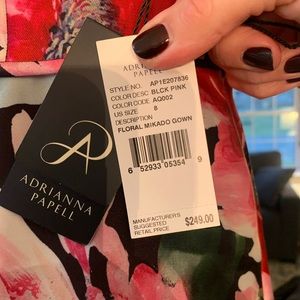 ADRIANNA
PAPELL
STYLE NO. AP1E207836
COLOR DESC BLCK PINK
COLOR CODE AQ002
US SIZE 8
DESCRIPTION
FLORAL MIKADO GOWN
6 52933 05354 9
MANUFACTURER'S
SUGGESTED
RETAIL PRICE $249.00
AP
ADRIANNA
PAPELL